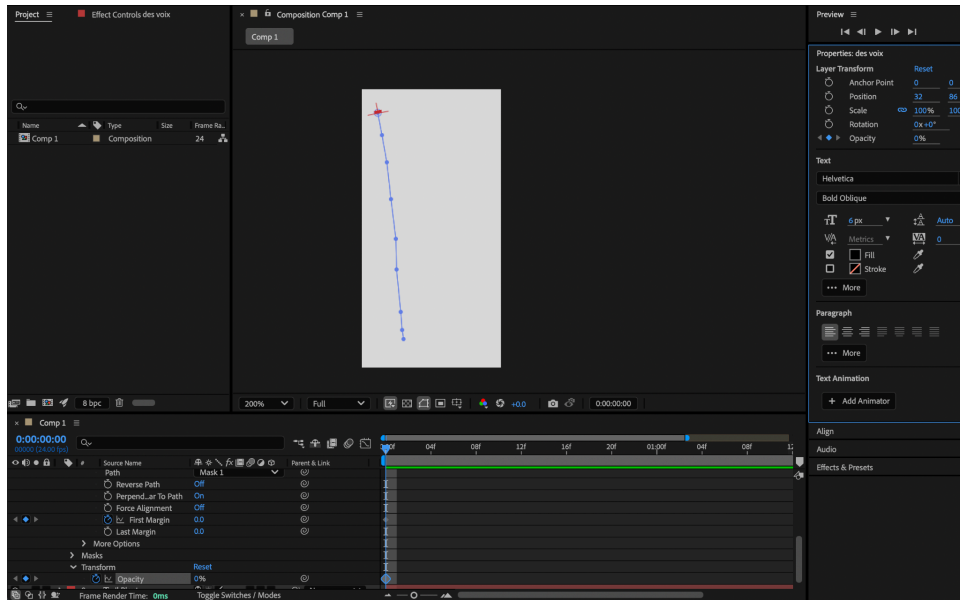 Project
Effect Controls des voix
Composition Comp 1
Preview
Comp 1
Properties: des voix
Layer Transform Reset
Anchor Point 0 0
Position 32 86
Scale 100% 100
Rotation 0x+0°
Opacity 0%
Name Type Size Frame Ra..
Comp 1 Composition 24
Text
Helvetica
Bold Oblique
6 px Auto
Metrics 0
Fill
Stroke
More
Paragraph
More
Text Animation
+ Add Animator
8 bpc
200% Full +0.0 0:00:00:00
Comp 1
Align
Audio
Effects & Presets
0:00:00:00
00000 (24.00 fps)
04f 08f 12f 16f 20f 01:00f 04f 08f 12
# Source Name Parent & Link
Path Mask 1
Reverse Path Off
Perpend...ar To Path On
Force Alignment Off
First Margin 0.0
Last Margin 0.0
More Options
Masks
Transform Reset
Opacity 0%
Frame Render Time: 0ms Toggle Switches / Modes